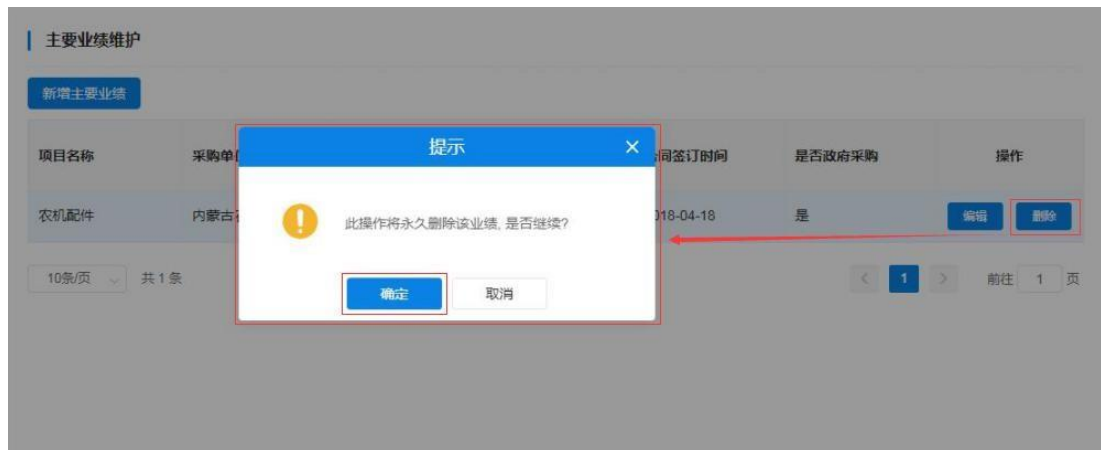 主要业绩维护
新增主要业绩
项目名称 采购单 提示 同签订时间 是否政府采购 操作
农机配件 内蒙古 此操作将永久删除该业绩, 是否继续? 018-04-18 是 编辑 删除
10条/页 共 1 条 确定 取消 1 前往 1 页